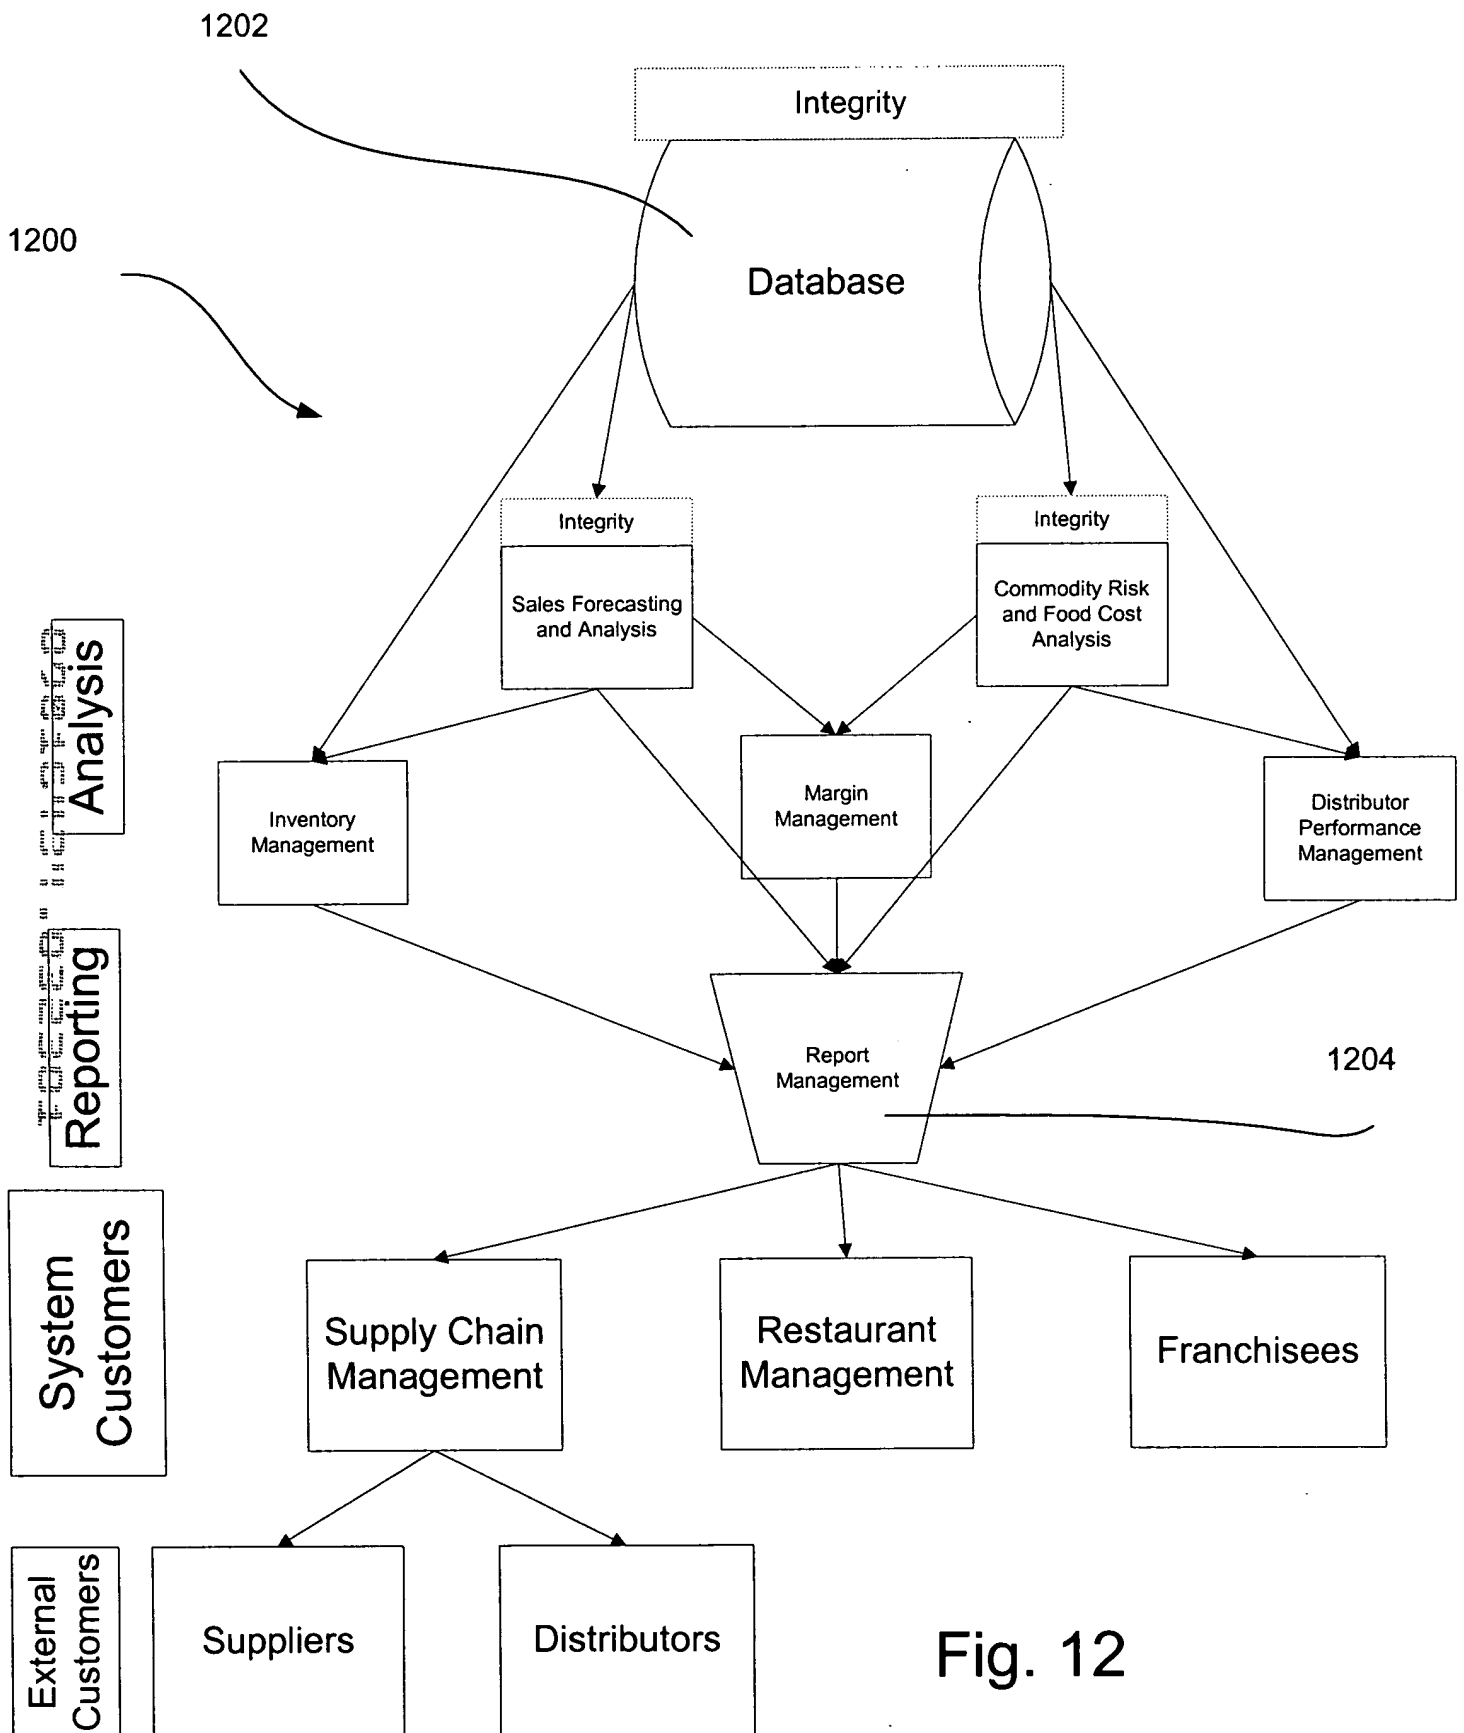 1202
Integrity
1200
Database
Integrity
Integrity
Sales Forecasting
and Analysis
Commodity Risk
and Food Cost
Analysis
Analysis
Inventory
Management
Margin
Management
Distributor
Performance
Management
Reporting
Report
Management
1204
System
Customers
Supply Chain
Management
Restaurant
Management
Franchisees
External
Customers
Suppliers
Distributors
Fig. 12